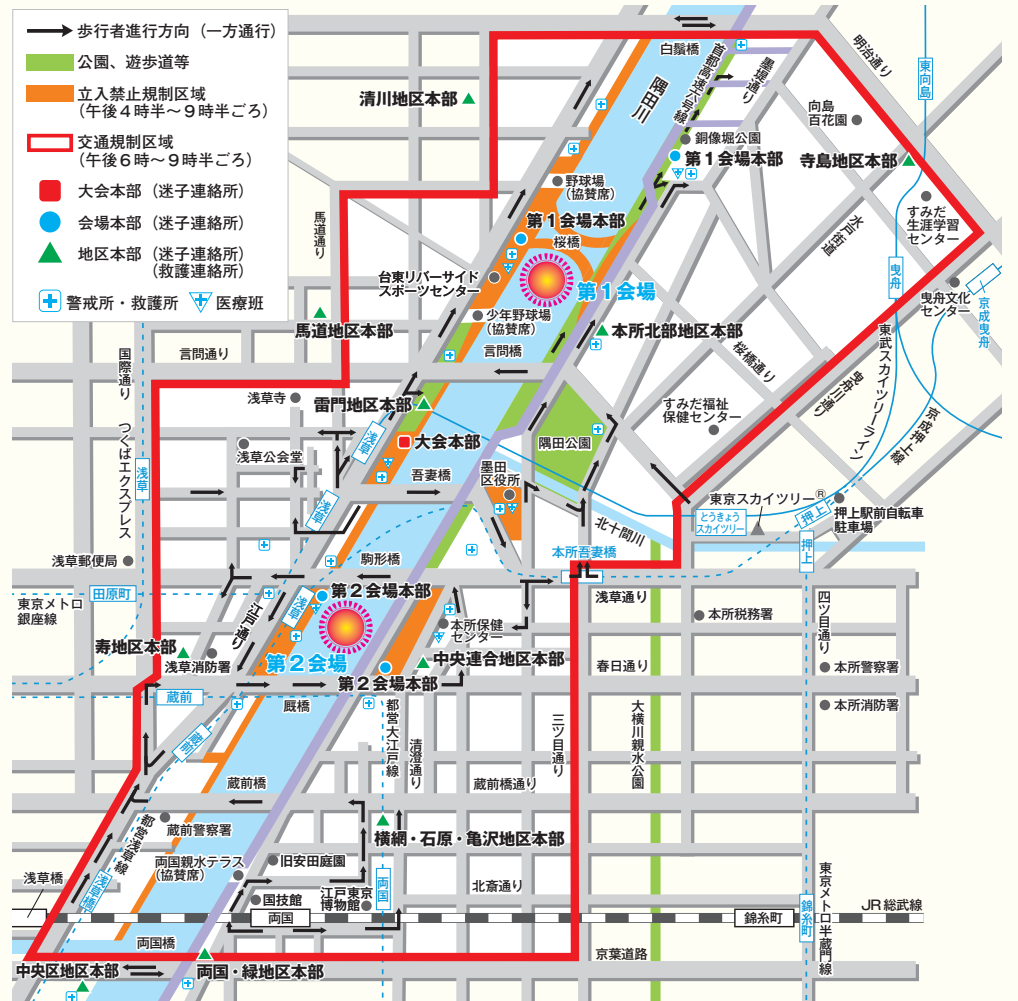 歩行者進行方向（一方通行）
公園、遊歩道等
立入禁止規制区域
（午後４時半～９時半ごろ）
交通規制区域
（午後６時～９時半ごろ）
大会本部（迷子連絡所）
会場本部（迷子連絡所）
地区本部（迷子連絡所）
（救護連絡所）
警戒所・救護所
医療班
白鬚橋
明治通り
東向島
首都高速六号線
墨堤通り
隅田川
清川地区本部
向島
百花園
銅像堀公園
第１会場本部
寺島地区本部
野球場
（協賛席）
すみだ
生涯学習
センター
馬道通り
第１会場本部
水戸街道
桜橋
台東リバーサイド
スポーツセンター
第１会場
曳舟
曳舟文化
センター
京成曳舟
少年野球場
（協賛席）
馬道地区本部
本所北部地区本部
言問通り
言問橋
国際通り
桜橋通り
東武スカイツリーライン
曳舟川通り
京成押上線
浅草寺
雷門地区本部
すみだ福祉
保健センター
つくばエクスプレス
浅草
浅草公会堂
浅草
大会本部
隅田公園
吾妻橋
墨田
区役所
浅草
東京スカイツリー®
とうきょう
スカイツリー
押上
押上駅前自転車
駐車場
北十間川
押上
本所吾妻橋
浅草郵便局
駒形橋
田原町
東京メトロ
銀座線
浅草
第２会場本部
浅草通り
四ツ目通り
江戸通り
本所保健
センター
本所税務署
寿地区本部
浅草消防署
第２会場
中央連合地区本部
春日通り
本所警察署
第２会場本部
蔵前
厩橋
都営大江戸線
清澄通り
三ツ目通り
大横川親水公園
本所消防署
蔵前
蔵前橋
蔵前橋通り
都営浅草線
蔵前警察署
横網・石原・亀沢地区本部
両国親水テラス
（協賛席）
旧安田庭園
浅草橋
浅草橋
国技館
江戸東京
博物館
両国
北斎通り
東京メトロ半蔵門線
両国
錦糸町
錦糸町
JR 総武線
両国橋
京葉道路
中央区地区本部
両国・緑地区本部